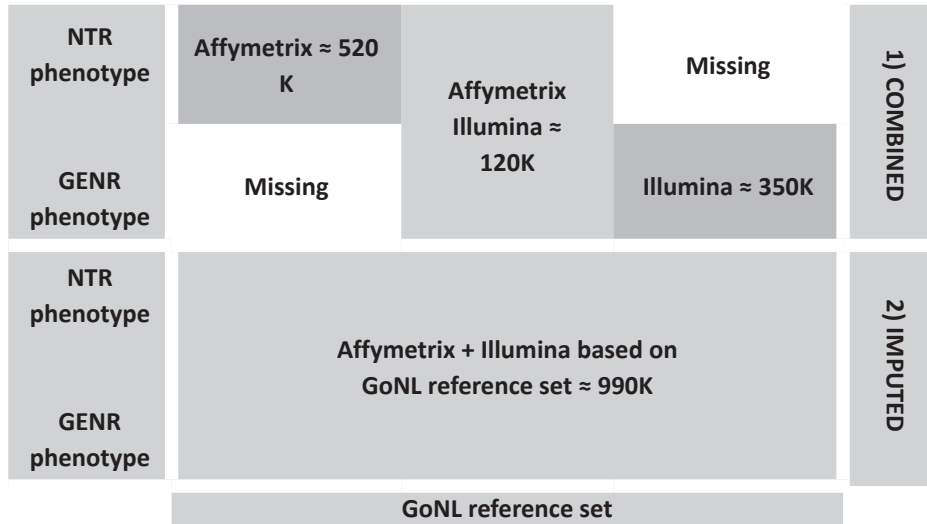 NTR
phenotype
Affymetrix ≈ 520
K
Affymetrix
Illumina ≈
120K
Missing
1) COMBINED
GENR
phenotype
Missing
Illumina ≈ 350K
NTR
phenotype
Affymetrix + Illumina based on
GoNL reference set ≈ 990K
2) IMPUTED
GENR
phenotype
GoNL reference set